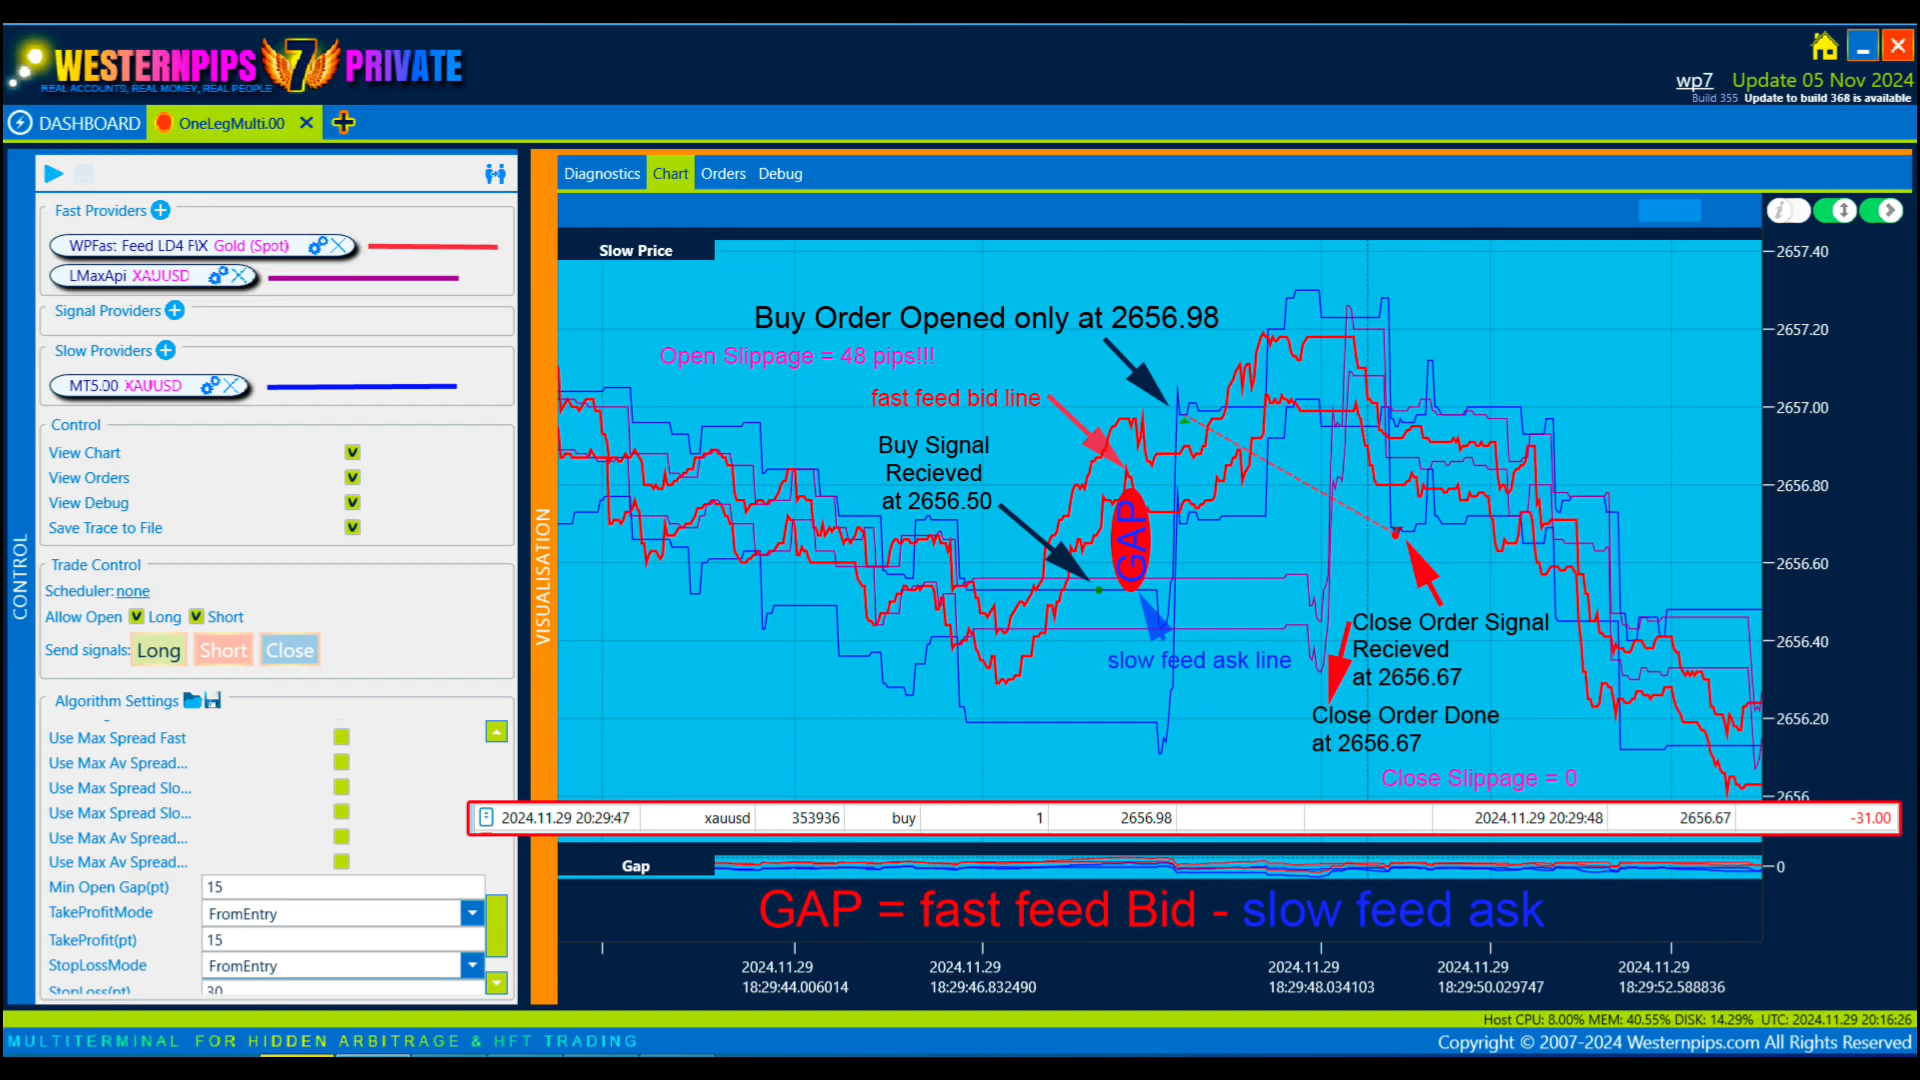 WESTERNPIPS 7 PRIVATE
REAL ACCOUNTS, REAL MONEY, REAL PEOPLE
wp7 Update 05 Nov 2024
Build 355 Update to build 368 is available
DASHBOARD OneLegMulti.00
Diagnostics Chart Orders Debug
Fast Providers
WPFast Feed LD4 FIX Gold (Spot)
LMaxApi XAUUSD
Signal Providers
Slow Providers
MT5.00 XAUUSD
Control
View Chart
View Orders
View Debug
Save Trace to File
Trade Control
Scheduler: none
Allow Open Long Short
Send signals: Long Short Close
Algorithm Settings
Use Max Spread Fast
Use Max Av Spread...
Use Max Spread Slo...
Use Max Spread Slo...
Use Max Av Spread...
Use Max Av Spread...
Min Open Gap(pt) 15
TakeProfitMode FromEntry
TakeProfit(pt) 15
StopLossMode FromEntry
StopLoss(pt) 30
CONTROL
VISUALISATION
Slow Price
Buy Order Opened only at 2656.98
Open Slippage = 48 pips!!!
fast feed bid line
Buy Signal
Recieved
at 2656.50
GAP
slow feed ask line
Close Order Signal
Recieved
at 2656.67
Close Order Done
at 2656.67
Close Slippage = 0
2657.40
2657.20
2657.00
2656.80
2656.60
2656.40
2656.20
2656
2024.11.29 20:29:47 xauusd 353936 buy 1 2656.98 2024.11.29 20:29:48 2656.67 -31.00
Gap
0
GAP = fast feed Bid - slow feed ask
2024.11.29
18:29:44.006014
2024.11.29
18:29:46.832490
2024.11.29
18:29:48.034103
2024.11.29
18:29:50.029747
2024.11.29
18:29:52.588836
Host CPU: 8.00% MEM: 40.55% DISK: 14.29% UTC: 2024.11.29 20:16:26
MULTITERMINAL FOR HIDDEN ARBITRAGE & HFT TRADING
Copyright © 2007-2024 Westernpips.com All Rights Reserved